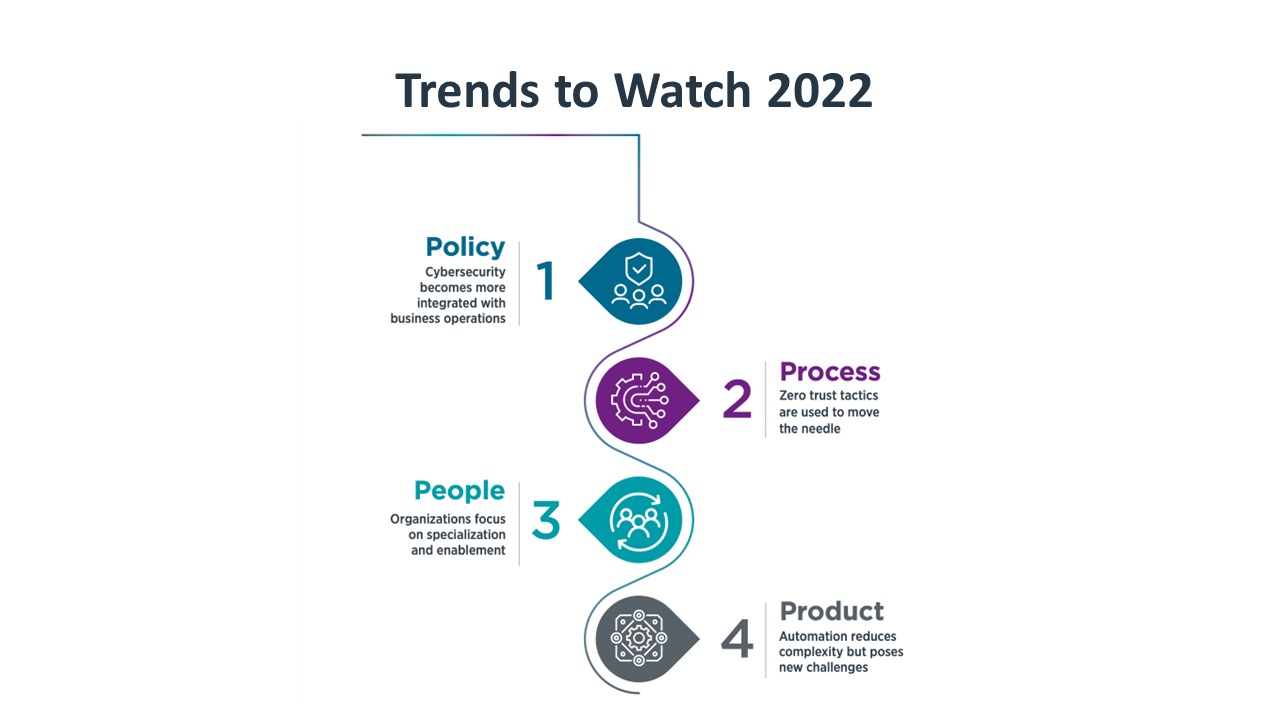 Trends to Watch 2022
Policy
Cybersecurity
becomes more
integrated with
business operations
1
2
Process
Zero trust tactics
are used to move
the needle
People
Organizations focus
on specialization
and enablement
3
4
Product
Automation reduces
complexity but poses
new challenges